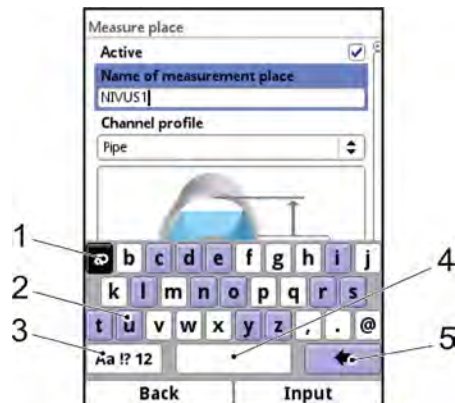 Measure place
Active
Name of measurement place
NIVUS1
Channel profile
Pipe
1
a b c d e f g h i j
4
k l m n o p q r s
2
t u v w x y z , . @
3
Aa !? 12
5
Back Input